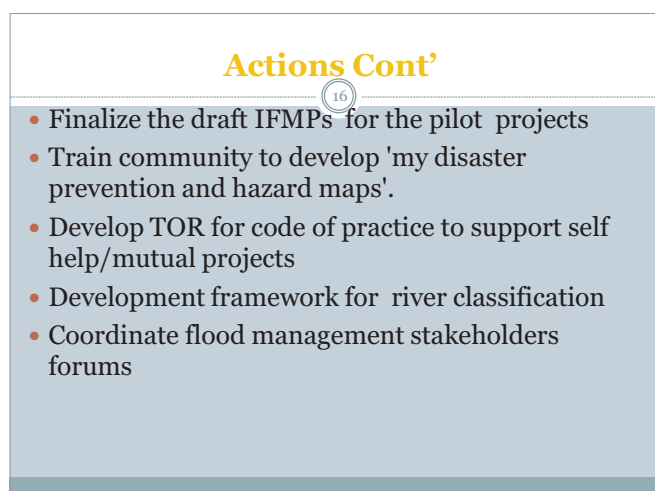 Actions Cont’
16
• Finalize the draft IFMPs for the pilot projects
• Train community to develop 'my disaster
prevention and hazard maps'.
• Develop TOR for code of practice to support self
help/mutual projects
• Development framework for river classification
• Coordinate flood management stakeholders
forums